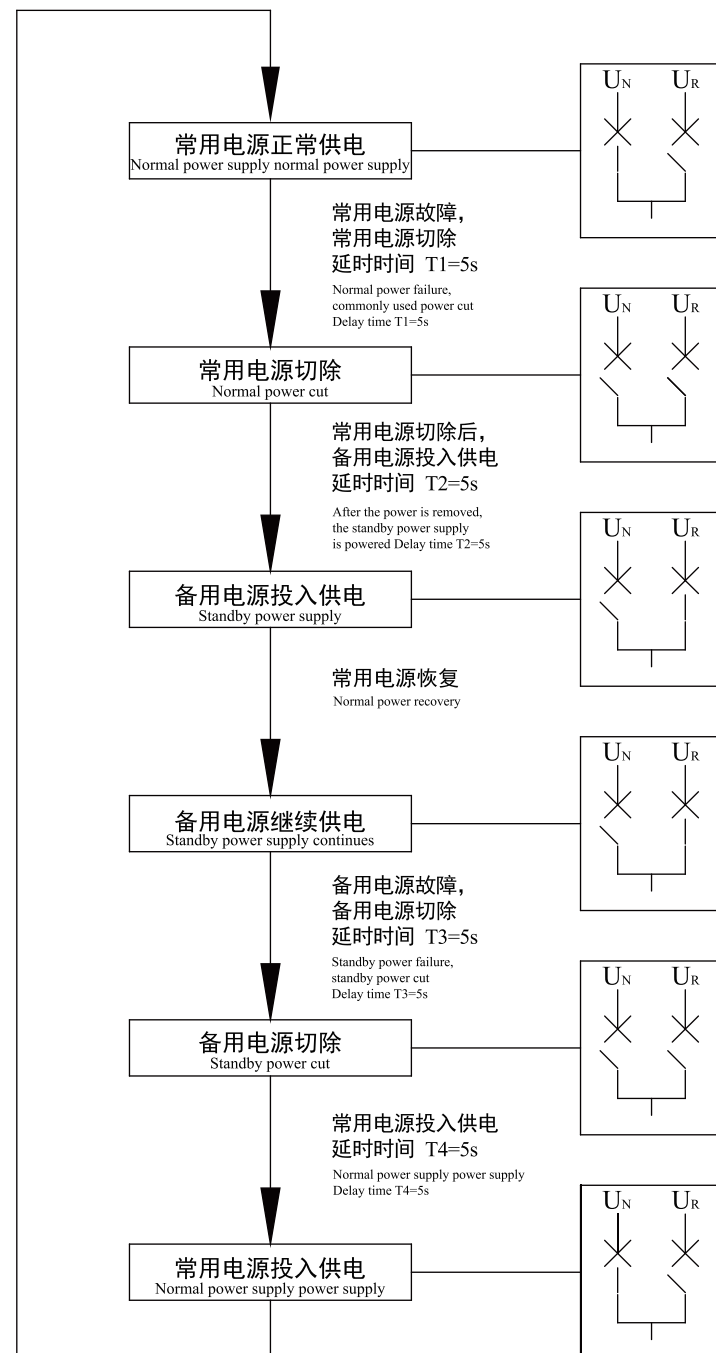 UN UR
常用电源正常供电
Normal power supply normal power supply
常用电源故障，
常用电源切除
延时时间 T1=5s
Normal power failure,
commonly used power cut
Delay time T1=5s
UN UR
常用电源切除
Normal power cut
常用电源切除后，
备用电源投入供电
延时时间 T2=5s
After the power is removed,
the standby power supply
is powered Delay time T2=5s
UN UR
备用电源投入供电
Standby power supply
常用电源恢复
Normal power recovery
UN UR
备用电源继续供电
Standby power supply continues
备用电源故障，
备用电源切除
延时时间 T3=5s
Standby power failure,
standby power cut
Delay time T3=5s
UN UR
备用电源切除
Standby power cut
常用电源投入供电
延时时间 T4=5s
Normal power supply power supply
Delay time T4=5s
UN UR
常用电源投入供电
Normal power supply power supply